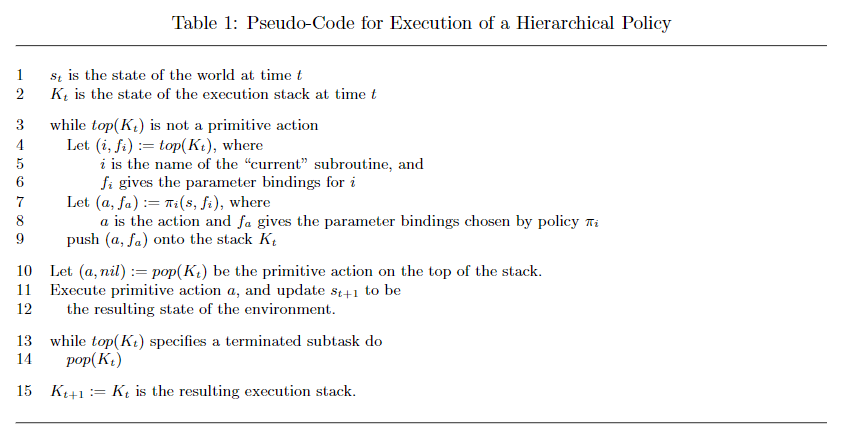 Table 1: Pseudo-Code for Execution of a Hierarchical Policy
1 s_t is the state of the world at time t
2 K_t is the state of the execution stack at time t
3 while top(K_t) is not a primitive action
4 Let (i, f_i) := top(K_t), where
5 i is the name of the “current” subroutine, and
6 f_i gives the parameter bindings for i
7 Let (a, f_a) := π_i(s, f_i), where
8 a is the action and f_a gives the parameter bindings chosen by policy π_i
9 push (a, f_a) onto the stack K_t
10 Let (a, nil) := pop(K_t) be the primitive action on the top of the stack.
11 Execute primitive action a, and update s_{t+1} to be
12 the resulting state of the environment.
13 while top(K_t) specifies a terminated subtask do
14 pop(K_t)
15 K_{t+1} := K_t is the resulting execution stack.